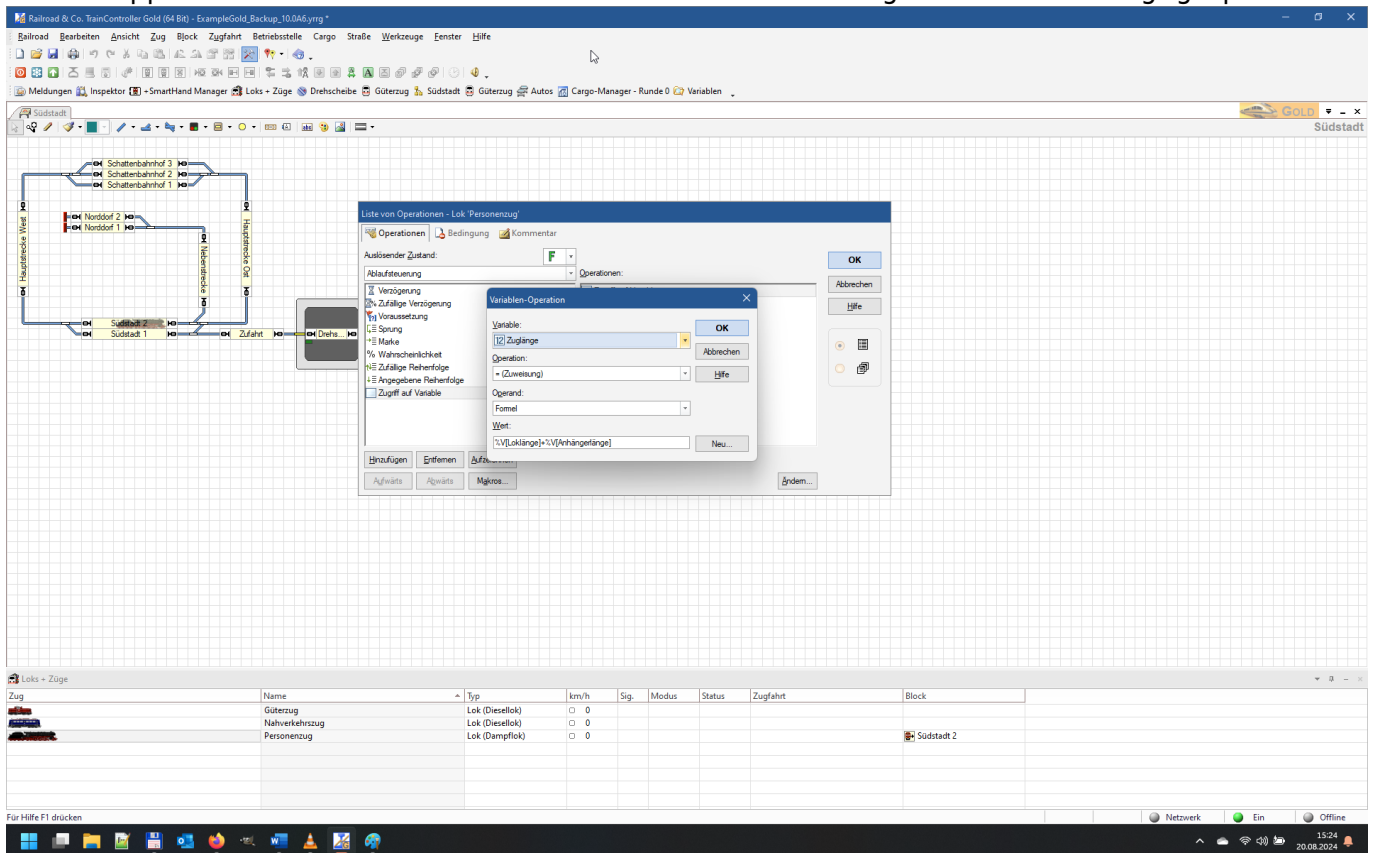 Railroad & Co. TrainController Gold (64 Bit) - ExampleGold_Backup_10.0A6.yrrg *
Railroad Bearbeiten Ansicht Zug Block Zugfahrt Betriebsstelle Cargo Straße Werkzeuge Fenster Hilfe
Meldungen Inspektor +SmartHand Manager Loks + Züge Drehscheibe Güterzug Südstadt Güterzug Autos Cargo-Manager - Runde 0 Variablen
Südstadt
GOLD
Südstadt
Schattenbahnhof 3
Schattenbahnhof 2
Schattenbahnhof 1
Norddorf 2
Norddorf 1
Hauptstrecke West
Nebenstrecke
Hauptstrecke Ost
Südstadt 2
Südstadt 1
Zufahrt
Drehs...
Liste von Operationen - Lok 'Personenzug'
Operationen Bedingung Kommentar
Auslösender Zustand:
F
OK
Ablaufsteuerung
Operationen:
Abbrechen
Hilfe
Verzögerung
Zufällige Verzögerung
Voraussetzung
Sprung
Marke
% Wahrscheinlichkeit
Zufällige Reihenfolge
Angegebene Reihenfolge
Zugriff auf Variable
Variablen-Operation
Variable:
OK
12 Zuglänge
Abbrechen
Operation:
= (Zuweisung)
Hilfe
Operand:
Formel
Wert:
%V[Loklänge]+%V[Anhängerlänge]
Neu...
Hinzufügen Entfernen
Aufwärts Abwärts Makros...
Ändern...
Loks + Züge
Zug Name Typ km/h Sig. Modus Status Zugfahrt Block
Güterzug Lok (Diesellok) 0
Nahverkehrszug Lok (Diesellok) 0
Personenzug Lok (Dampflok) 0 Südstadt 2
Für Hilfe F1 drücken
Netzwerk Ein Offline
15:24
20.08.2024